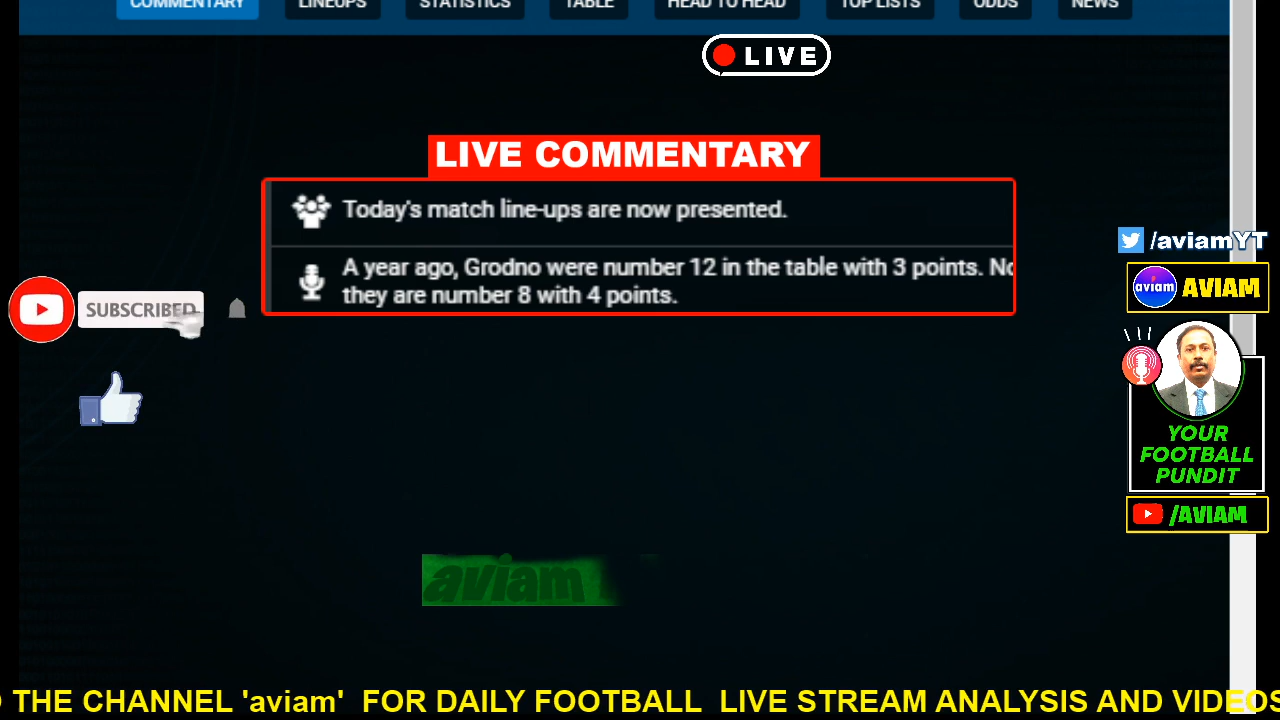 COMMENTARY LINEUPS STATISTICS TABLE HEAD TO HEAD TOP LISTS ODDS NEWS
LIVE
LIVE COMMENTARY
Today's match line-ups are now presented.
A year ago, Grodno were number 12 in the table with 3 points.
they are number 8 with 4 points.
/aviamYT
aviam AVIAM
SUBSCRIBED
YOUR
FOOTBALL
PUNDIT
/AVIAM
aviam
THE CHANNEL 'aviam' FOR DAILY FOOTBALL LIVE STREAM ANALYSIS AND VIDEOS